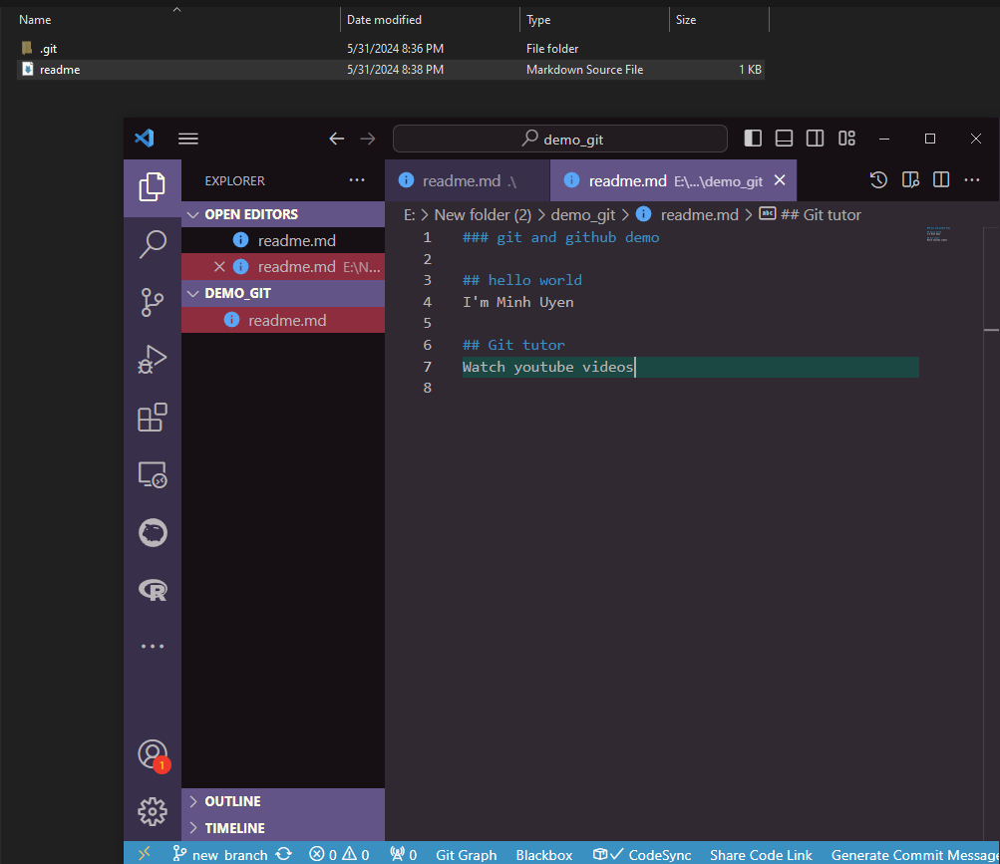 Name Date modified Type Size
.git 5/31/2024 8:36 PM File folder
readme 5/31/2024 8:38 PM Markdown Source File 1 KB
demo_git
EXPLORER
OPEN EDITORS
readme.md
readme.md E:\N...
DEMO_GIT
readme.md
OUTLINE
TIMELINE
readme.md .\
readme.md E:\...\demo_git
E: > New folder (2) > demo_git > readme.md > abc ## Git tutor
1 ### git and github demo
2
3 ## hello world
4 I'm Minh Uyen
5
6 ## Git tutor
7 Watch youtube videos
8
R
1
new branch 0 0 0 Git Graph Blackbox CodeSync Share Code Link Generate Commit Message